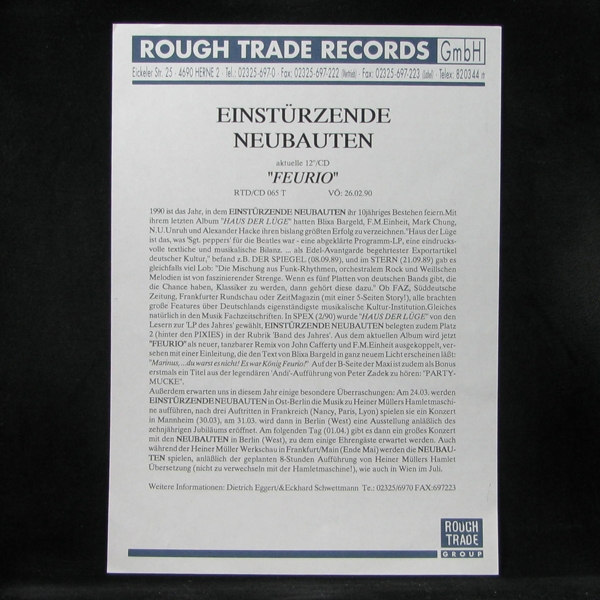 ROUGH TRADE RECORDS GmbH
Eickeler Str. 25 · 4690 HERNE 2 · Tel.: 02325-697-0 · Fax: 02325-697-222 (Vertrieb) · Fax: 02325-697-223 (Label) · Telex: 820344 rt
EINSTÜRZENDE
NEUBAUTEN
aktuelle 12"/CD
"FEURIO"
RTD/CD 065 T VÖ: 26.02.90
1990 ist das Jahr, in dem EINSTÜRZENDE NEUBAUTEN ihr 10jähriges Bestehen feiern.Mit
ihrem letzten Album "HAUS DER LÜGE" hatten Blixa Bargeld, F.M.Einheit, Mark Chung,
N.U.Unruh und Alexander Hacke ihren bislang größten Erfolg zu verzeichnen."Haus der Lüge
ist das, was 'Sgt. peppers' für die Beatles war - eine abgeklärte Programm-LP, eine eindrucks-
volle textliche und musikalische Bilanz. ... als Edel-Avantgarde begehrtester Exportartikel
deutscher Kultur," befand z.B. DER SPIEGEL (08.09.89), und im STERN (21.09.89) gab es
gleichfalls viel Lob: "Die Mischung aus Funk-Rhythmen, orchestralem Rock und Weillschen
Melodien ist von faszinierender Strenge. Wenn es fünf Platten von deutschen Bands gibt, die
die Chance haben, Klassiker zu werden, dann gehört diese dazu." Ob FAZ, Süddeutsche
Zeitung, Frankfurter Rundschau oder ZeitMagazin (mit einer 5-Seiten Story!), alle brachten
große Features über Deutschlands eigenständigste musikalische Kultur-Institution.Gleiches
natürlich in den Musik Fachzeitschriften. In SPEX (2/90) wurde "HAUS DER LÜGE" von den
Lesern zur 'LP des Jahres' gewählt, EINSTÜRZENDE NEUBAUTEN belegten zudem Platz
2 (hinter den PIXIES) in der Rubrik 'Band des Jahres'. Aus dem aktuellen Album wird jetzt
"FEURIO" als neuer, tanzbarer Remix von John Cafferty und F.M.Einheit ausgekoppelt, ver-
sehen mit einer Einleitung, die den Text von Blixa Bargeld in ganz neuem Licht erscheinen läßt:
"Marinus, ...du warst es nicht! Es war König Feurio!" Auf der B-Seite der Maxi ist zudem als Bonus
erstmals ein Titel aus der legendären 'Andi'-Aufführung von Peter Zadek zu hören: "PARTY-
MUCKE".
Außerdem erwarten uns in diesem Jahr einige besondere Überraschungen: Am 24.03. werden
EINSTÜRZENDE NEUBAUTEN in Ost-Berlin die Musik zu Heiner Müllers Hamletmaschi-
ne aufführen, nach drei Auftritten in Frankreich (Nancy, Paris, Lyon) spielen sie ein Konzert
in Mannheim (30.03), am 31.03, wird dann in Berlin (West) eine Ausstellung anläßlich des
zehnjährigen Jubiläums eröffnet. Am folgenden Tag (01.04.) gibt es dann ein großes Konzert
mit den NEUBAUTEN in Berlin (West), zu dem einige Ehrengäste erwartet werden. Auch
während der Heiner Müller Werkschau in Frankfurt/Main (Ende Mai) werden die NEUBAU-
TEN spielen, anläßlich der geplanten 8-Stunden Aufführung von Heiner Müllers Hamlet
Übersetzung (nicht zu verwechseln mit der Hamletmaschine!), wie auch in Wien im Juli.
Weitere Informationen: Dietrich Eggert/&Eckhard Schwettmann Te.: 02325/6970 FAX:697223
ROUGH
TRADE
GROUP